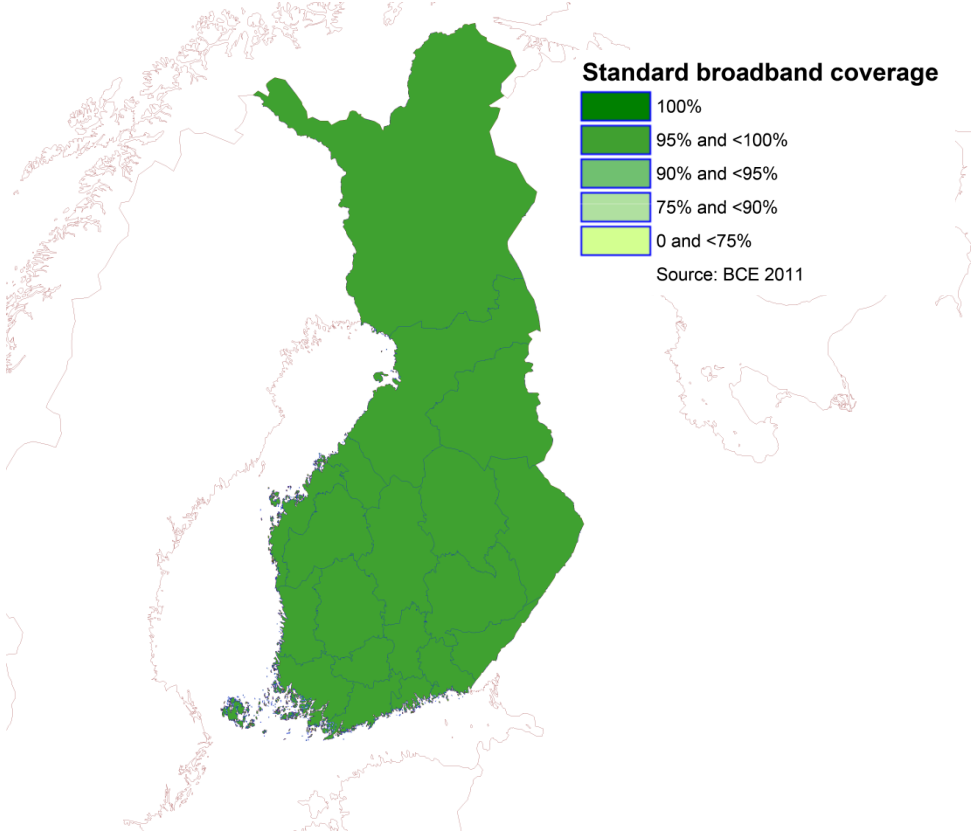 Standard broadband coverage
100%
95% and <100%
90% and <95%
75% and <90%
0 and <75%
Source: BCE 2011